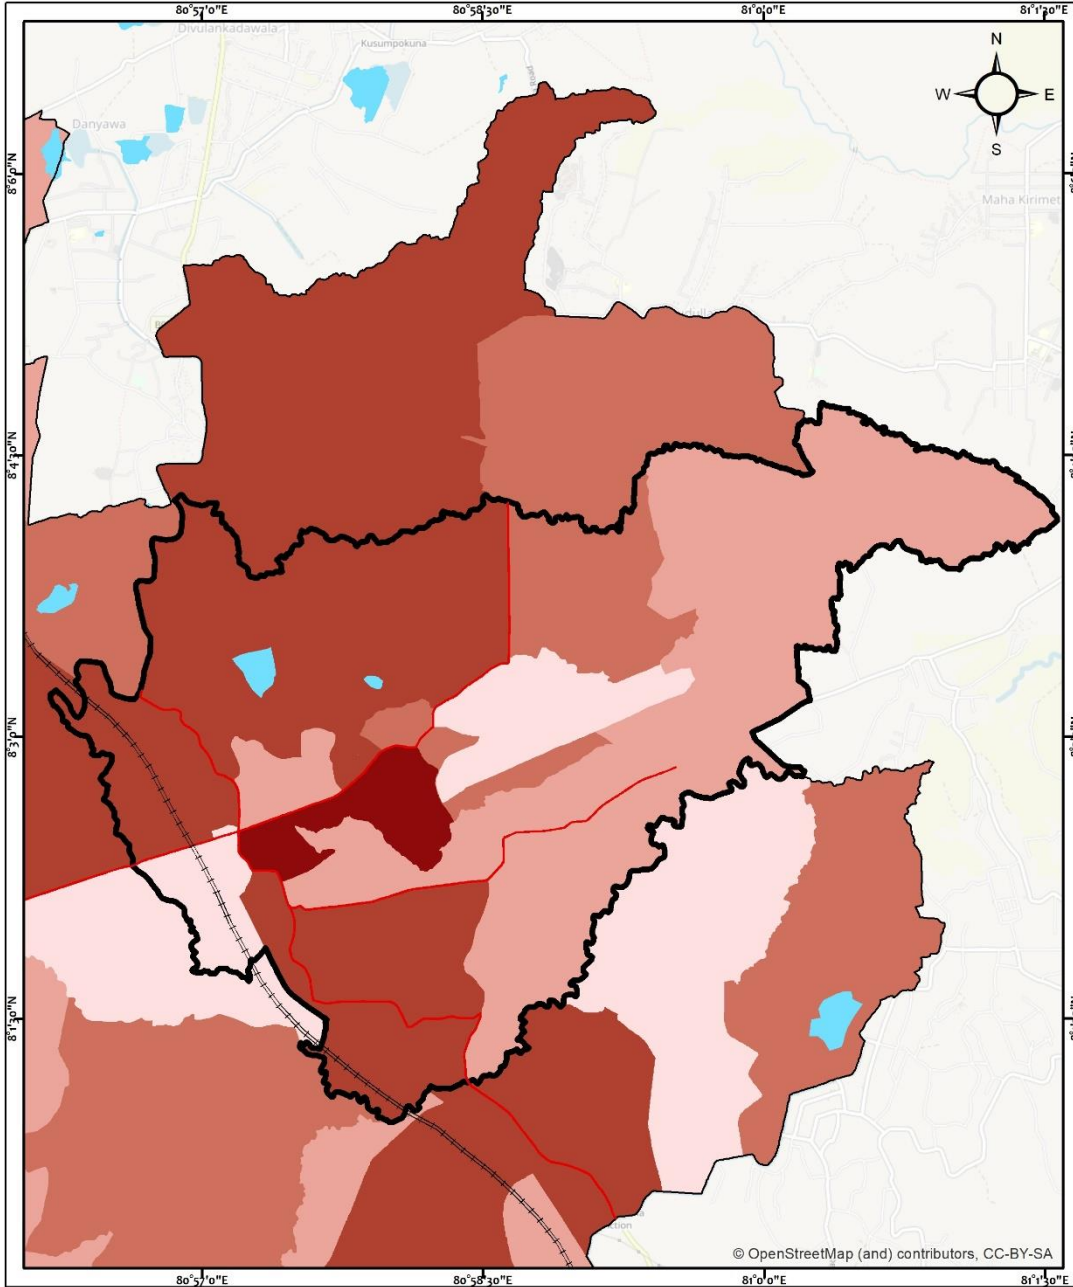 80°57'0"E 80°58'30"E 81°0'0"E 81°1'30"E
Divulankadawala
Kusumpokuna
Road
N
W E
S
Danyawa
8°6'0"N
Maha Kirimet
8°4'30"N
8°3'0"N
8°1'30"N
ction
© OpenStreetMap (and) contributors, CC-BY-SA
80°57'0"E 80°58'30"E 81°0'0"E 81°1'30"E